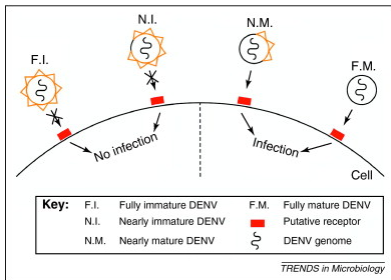 N.I.
N.M.
F.I.
F.M.
No infection
Infection
Cell
Key: F.I. Fully immature DENV F.M. Fully mature DENV
N.I. Nearly immature DENV Putative receptor
N.M. Nearly mature DENV DENV genome
TRENDS in Microbiology